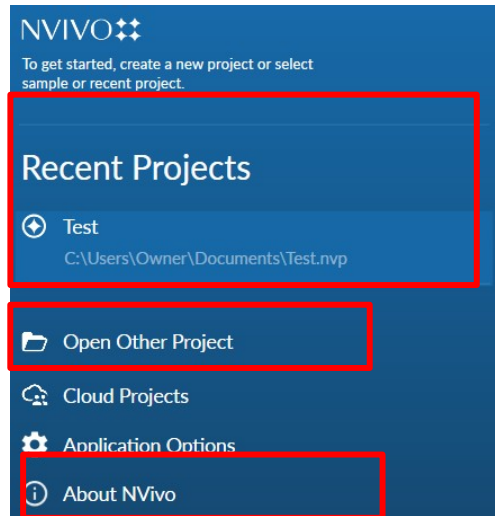 NVIVO
To get started, create a new project or select
sample or recent project.
Recent Projects
Test
C:\Users\Owner\Documents\Test.nvp
Open Other Project
Cloud Projects
Application Options
About NVivo